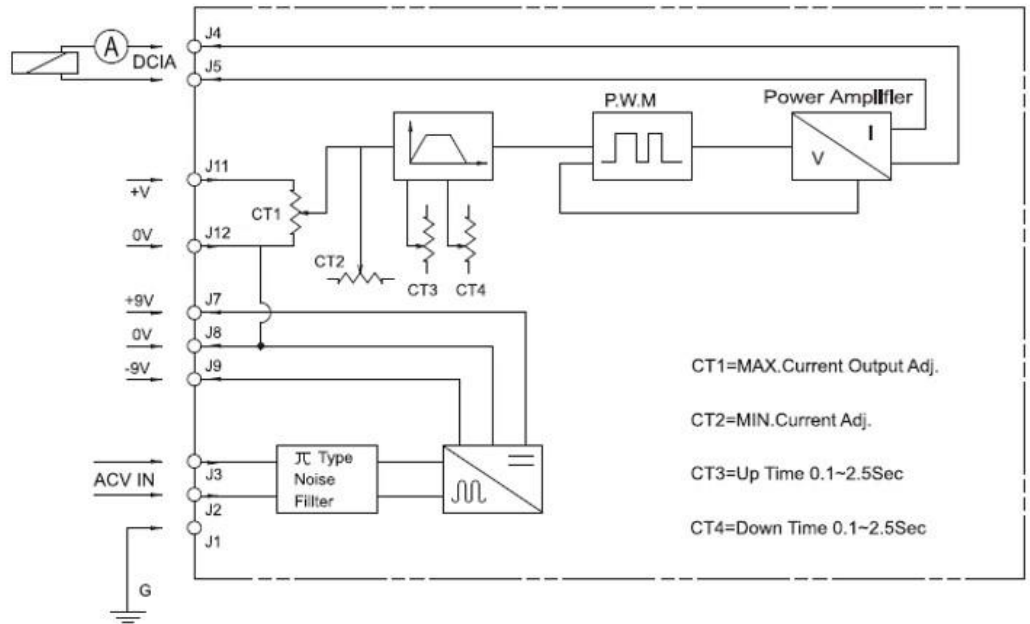 J4
A
DCIA
J5
P.W.M
Power Amplifier
I
V
J11
+V
CT1
0V
J12
CT2
CT3
CT4
+9V
J7
0V
J8
-9V
J9
CT1=MAX.Current Output Adj.
CT2=MIN.Current Adj.
CT3=Up Time 0.1~2.5Sec
CT4=Down Time 0.1~2.5Sec
π Type
Noise
Fillter
J3
ACV IN
J2
J1
G